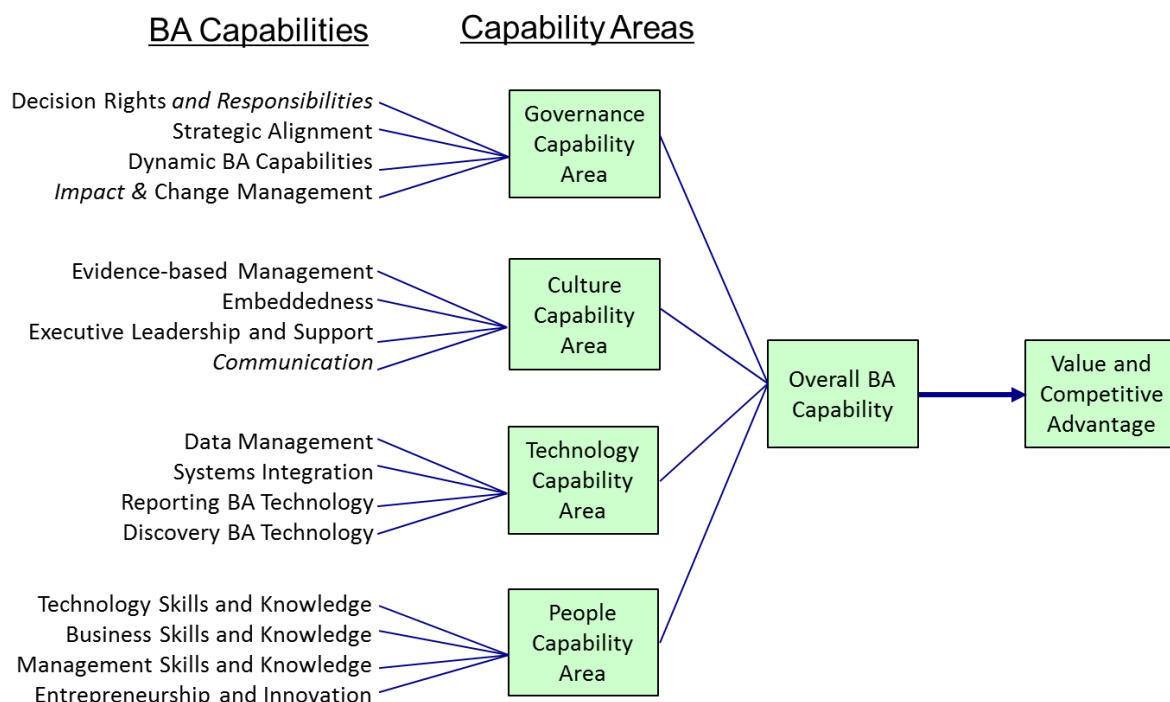 BA Capabilities
Capability Areas
Decision Rights and Responsibilities
Strategic Alignment
Dynamic BA Capabilities
Impact & Change Management
Governance
Capability
Area
Evidence-based Management
Embeddedness
Executive Leadership and Support
Communication
Culture
Capability
Area
Data Management
Systems Integration
Reporting BA Technology
Discovery BA Technology
Technology
Capability
Area
Technology Skills and Knowledge
Business Skills and Knowledge
Management Skills and Knowledge
Entrepreneurship and Innovation
People
Capability
Area
Overall BA
Capability
Value and
Competitive
Advantage